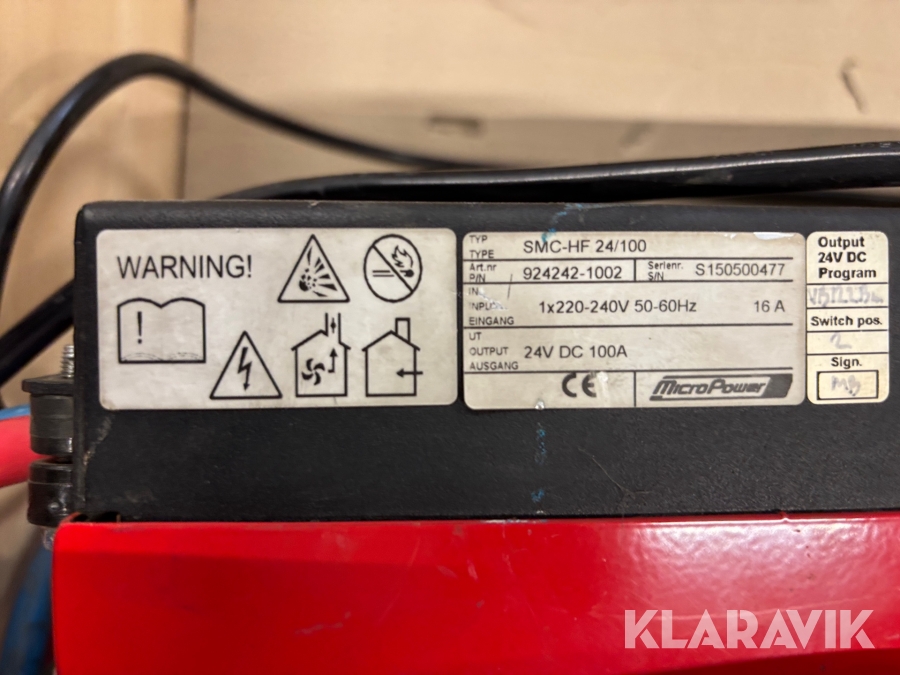 WARNING!
!
TYP
TYPE
SMC-HF 24/100
Art.nr
P/N
924242-1002
Serienr.
S/N
S150500477
IN
INPUT
EINGANG
1x220-240V 50-60Hz 16 A
UT
OUTPUT
AUSGANG
24V DC 100A
CE
MICROPOWER
Output
24V DC
Program
Switch pos.
2
Sign.
MB
KLARAVIK